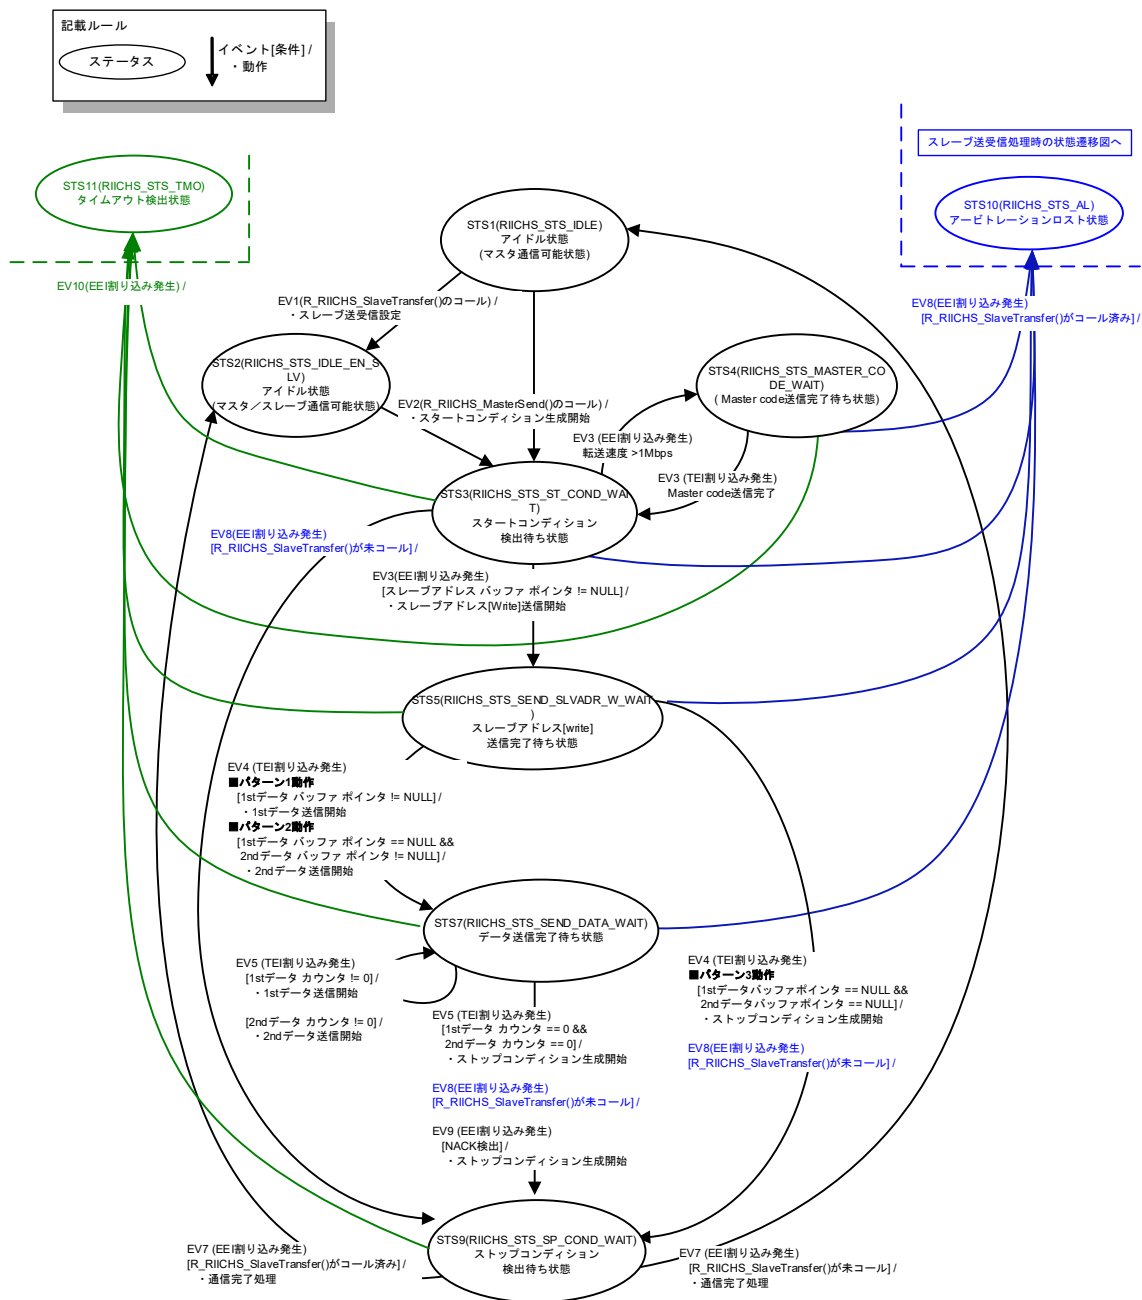 記載ルール
ステータス
イベント[条件] /
・動作
スレーブ送受信処理時の状態遷移図へ
STS11(RIICHS_STS_TMO)
タイムアウト検出状態
STS10(RIICHS_STS_AL)
アービトレーションロスト状態
STS1(RIICHS_STS_IDLE)
アイドル状態
(マスタ通信可能状態)
EV10(EEI割り込み発生) /
EV1(R_RIICHS_SlaveTransfer()のコール) /
・スレーブ送受信設定
EV8(EEI割り込み発生)
[R_RIICHS_SlaveTransfer()がコール済み] /
STS2(RIICHS_STS_IDLE_EN_S
LV)
アイドル状態
(マスタ／スレーブ通信可能状態)
STS4(RIICHS_STS_MASTER_CO
DE_WAIT)
( Master code送信完了待ち状態)
EV2(R_RIICHS_MasterSend()のコール) /
・スタートコンディション生成開始
EV3 (EEI割り込み発生)
転送速度 >1Mbps
EV3 (TEI割り込み発生)
Master code送信完了
STS3(RIICHS_STS_ST_COND_WAI
T)
スタートコンディション
検出待ち状態
EV8(EEI割り込み発生)
[R_RIICHS_SlaveTransfer()が未コール] /
EV3(EEI割り込み発生)
[スレーブアドレス バッファ ポインタ != NULL] /
・スレーブアドレス[Write]送信開始
STS5(RIICHS_STS_SEND_SLVADR_W_WAIT
)
スレーブアドレス[write]
送信完了待ち状態
EV4 (TEI割り込み発生)
■パターン1動作
[1stデータ バッファ ポインタ != NULL] /
・1stデータ送信開始
■パターン2動作
[1stデータ バッファ ポインタ == NULL &&
2ndデータ バッファ ポインタ != NULL] /
・2ndデータ送信開始
STS7(RIICHS_STS_SEND_DATA_WAIT)
データ送信完了待ち状態
EV5 (TEI割り込み発生)
[1stデータ カウンタ != 0] /
・1stデータ送信開始
[2ndデータ カウンタ != 0] /
・2ndデータ送信開始
EV5 (TEI割り込み発生)
[1stデータ カウンタ == 0 &&
2ndデータ カウンタ == 0] /
・ストップコンディション生成開始
EV8(EEI割り込み発生)
[R_RIICHS_SlaveTransfer()が未コール] /
EV9 (EEI割り込み発生)
[NACK検出] /
・ストップコンディション生成開始
EV4 (TEI割り込み発生)
■パターン3動作
[1stデータバッファポインタ == NULL &&
2ndデータバッファポインタ == NULL] /
・ストップコンディション生成開始
EV8(EEI割り込み発生)
[R_RIICHS_SlaveTransfer()が未コール] /
STS9(RIICHS_STS_SP_COND_WAIT)
ストップコンディション
検出待ち状態
EV7 (EEI割り込み発生)
[R_RIICHS_SlaveTransfer()がコール済み] /
・通信完了処理
EV7 (EEI割り込み発生)
[R_RIICHS_SlaveTransfer()が未コール] /
・通信完了処理